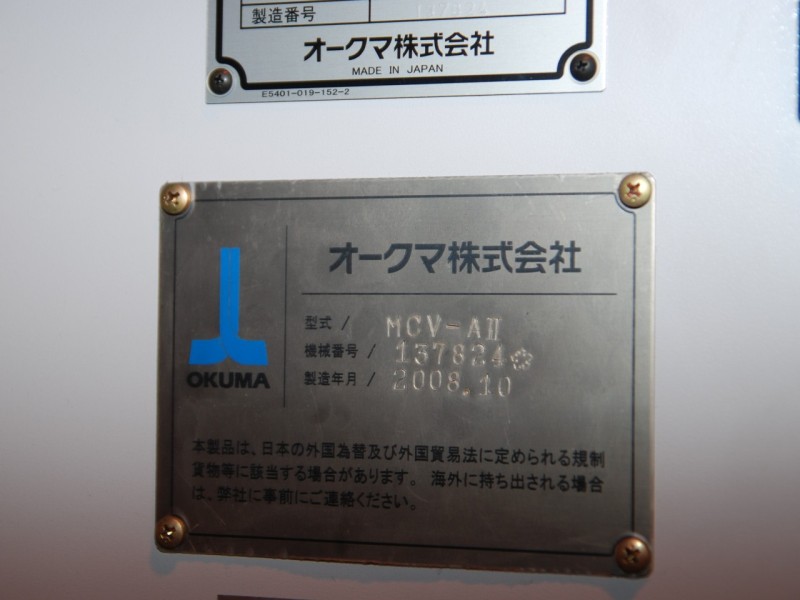 製造番号
オークマ株式会社
MADE IN JAPAN
E5401-019-152-2
オークマ株式会社
型式 / MCV-AⅡ
機械番号 / 137824
製造年月 / 2008.10
OKUMA
本製品は、日本の外国為替及び外国貿易法に定められる規制
貨物等に該当する場合があります。海外に持ち出される場合
は、弊社に事前にご連絡ください。